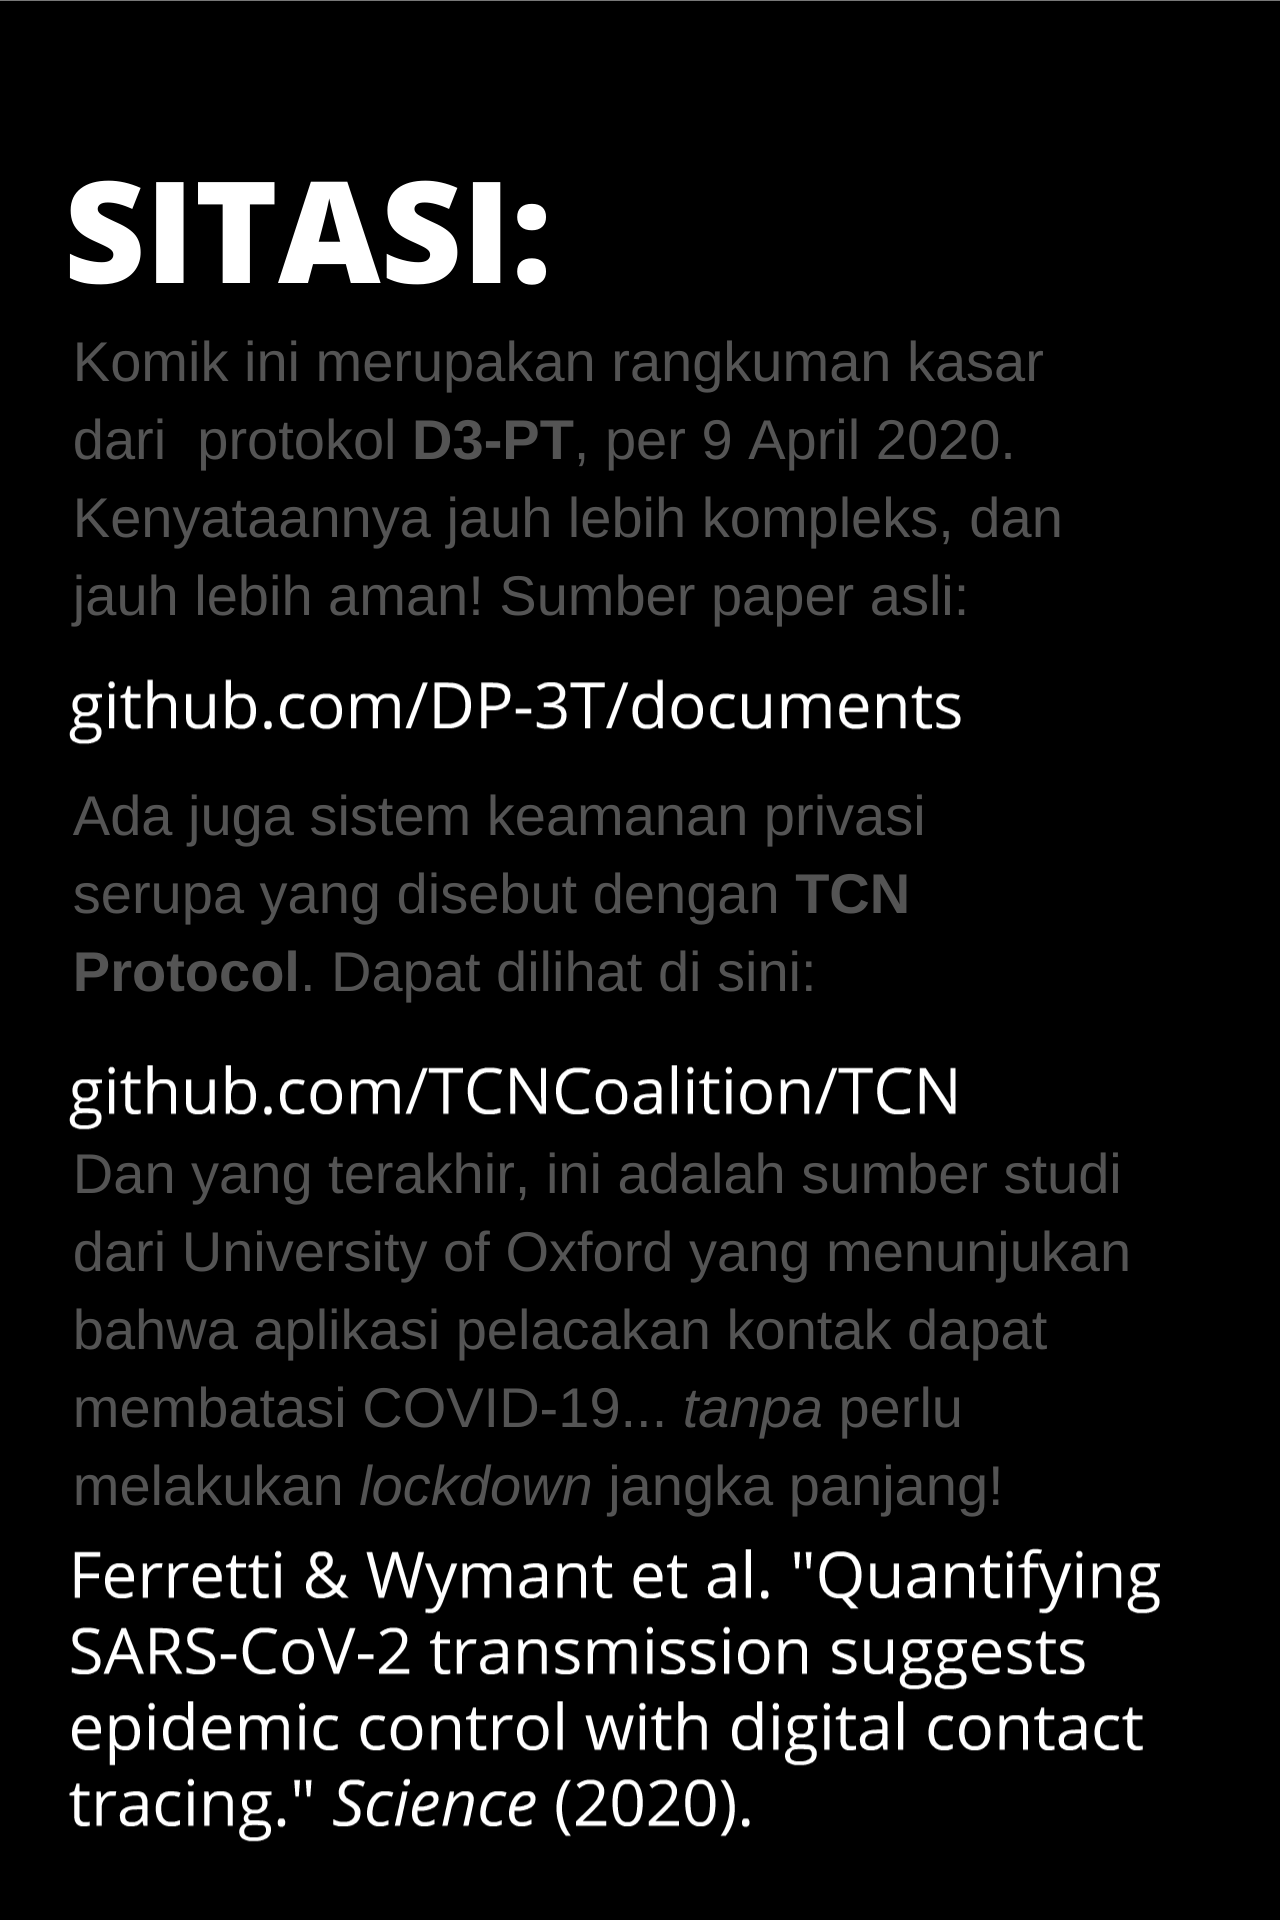 SITASI:
Komik ini merupakan rangkuman kasar
dari  protokol D3-PT, per 9 April 2020.
Kenyataannya jauh lebih kompleks, dan
jauh lebih aman! Sumber paper asli:
github.com/DP-3T/documents
Ada juga sistem keamanan privasi
serupa yang disebut dengan TCN
Protocol. Dapat dilihat di sini:
github.com/TCNCoalition/TCN
Dan yang terakhir, ini adalah sumber studi
dari University of Oxford yang menunjukan
bahwa aplikasi pelacakan kontak dapat
membatasi COVID-19... tanpa perlu
melakukan lockdown jangka panjang!
Ferretti & Wymant et al. "Quantifying
SARS-CoV-2 transmission suggests
epidemic control with digital contact
tracing." Science (2020).